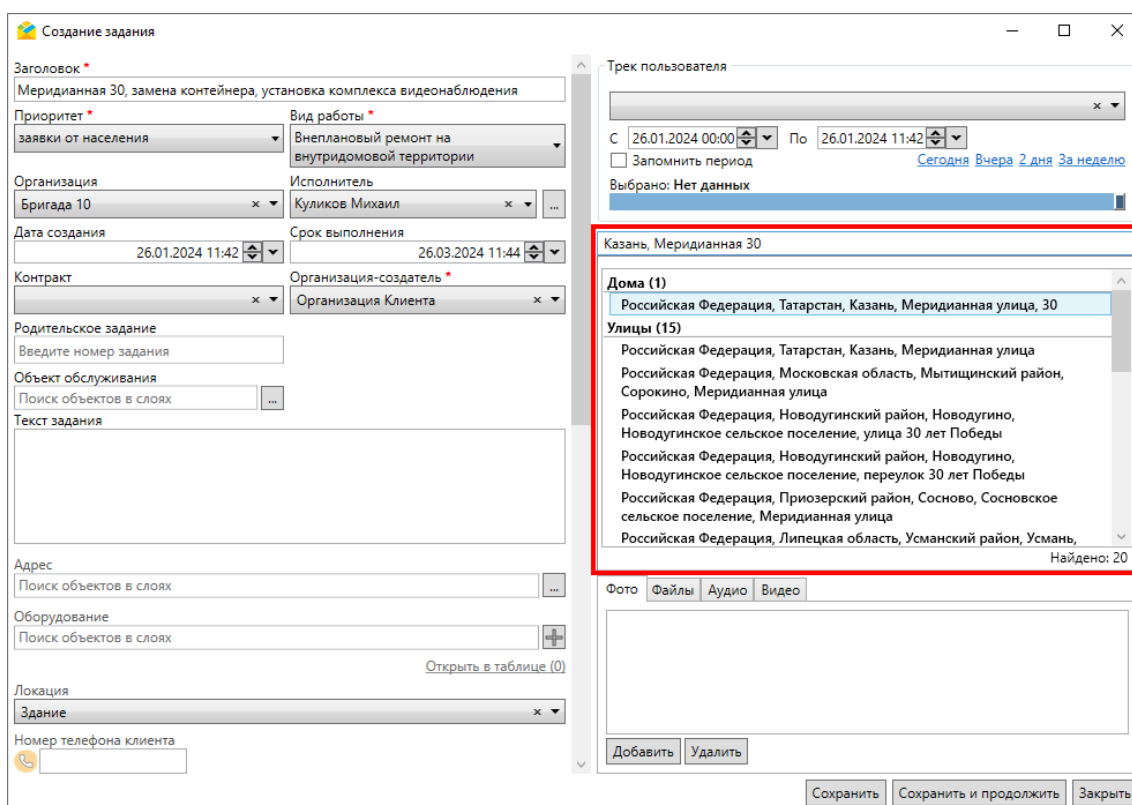 Создание задания
Заголовок *
Меридианная 30, замена контейнера, установка комплекса видеонаблюдения
Приоритет *
Вид работы *
заявки от населения
Внеплановый ремонт на
внутридомовой территории
Организация
Исполнитель
Бригада 10
Куликов Михаил
...
Дата создания
Срок выполнения
26.01.2024 11:42
26.03.2024 11:44
Контракт
Организация-создатель *
Организация Клиента
Родительское задание
Введите номер задания
Объект обслуживания
Поиск объектов в слоях
...
Текст задания
Адрес
Поиск объектов в слоях
...
Оборудование
Поиск объектов в слоях
Открыть в таблице (0)
Локация
Здание
Номер телефона клиента
Трек пользователя
С 26.01.2024 00:00 По 26.01.2024 11:42
Запомнить период
Сегодня Вчера 2 дня За неделю
Выбрано: Нет данных
Казань, Меридианная 30
Дома (1)
Российская Федерация, Татарстан, Казань, Меридианная улица, 30
Улицы (15)
Российская Федерация, Татарстан, Казань, Меридианная улица
Российская Федерация, Московская область, Мытищинский район,
Сорокино, Меридианная улица
Российская Федерация, Новодугинский район, Новодугино,
Новодугинское сельское поселение, улица 30 лет Победы
Российская Федерация, Новодугинский район, Новодугино,
Новодугинское сельское поселение, переулок 30 лет Победы
Российская Федерация, Приозерский район, Сосново, Сосновское
сельское поселение, Меридианная улица
Российская Федерация, Липецкая область, Усманский район, Усмань,
Найдено: 20
Фото Файлы Аудио Видео
Добавить Удалить
Сохранить Сохранить и продолжить Закрыть